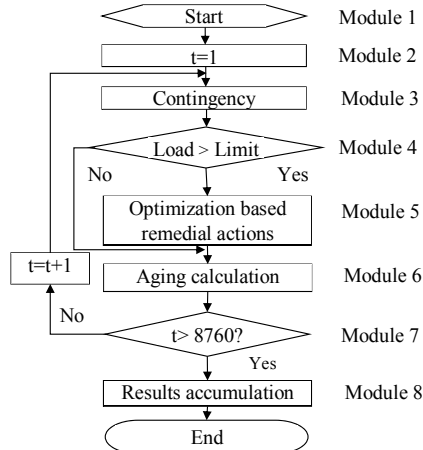 Start
Module 1
t=1
Module 2
Contingency
Module 3
Load > Limit
Module 4
No
Yes
Optimization based
remedial actions
Module 5
t=t+1
Aging calculation
Module 6
No
t> 8760?
Module 7
Yes
Results accumulation
Module 8
End